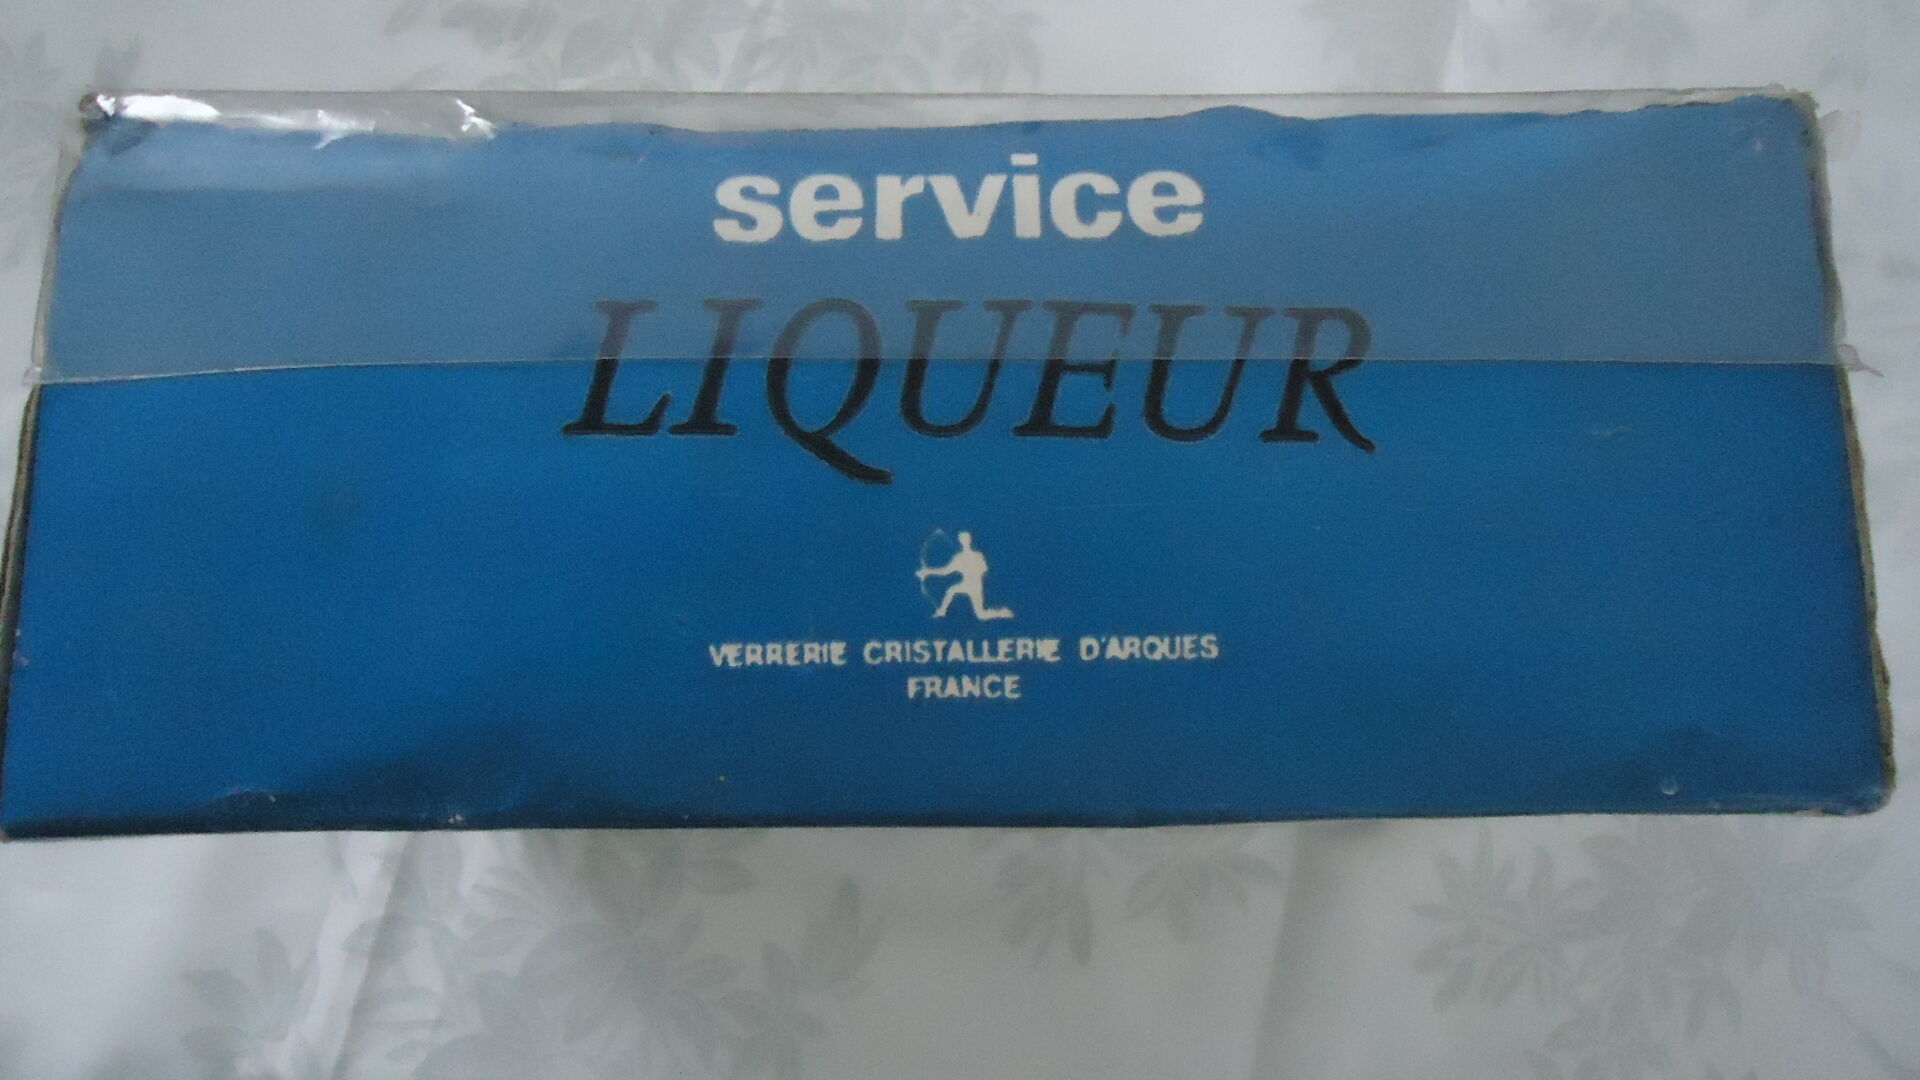 service
LIQUEUR
VERRERIE CRISTALLERIE D'ARQUES
FRANCE